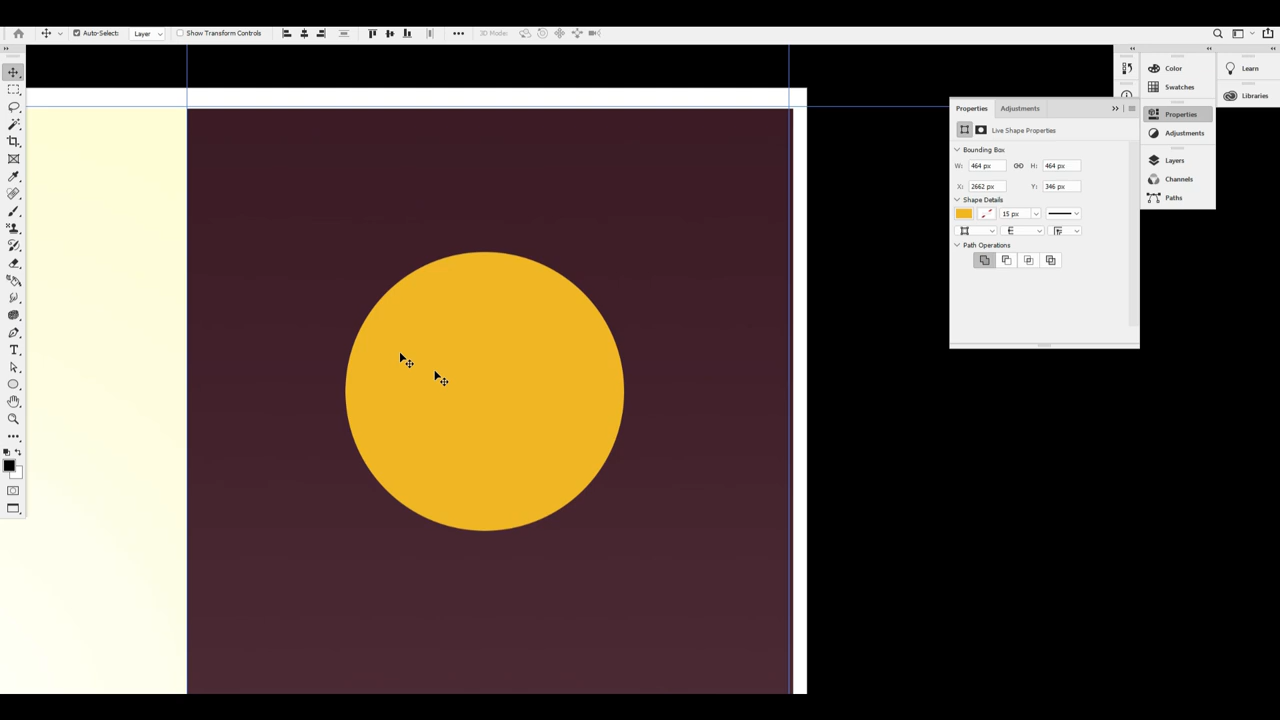 Auto-Select: Layer Show Transform Controls 3D Mode:
Color Learn
Swatches Libraries
Properties Adjustments Properties
Live Shape Properties Adjustments
Bounding Box
W: 464 px H: 464 px Layers
X: 2662 px Y: 346 px Channels
Shape Details Paths
15 px
Path Operations
T